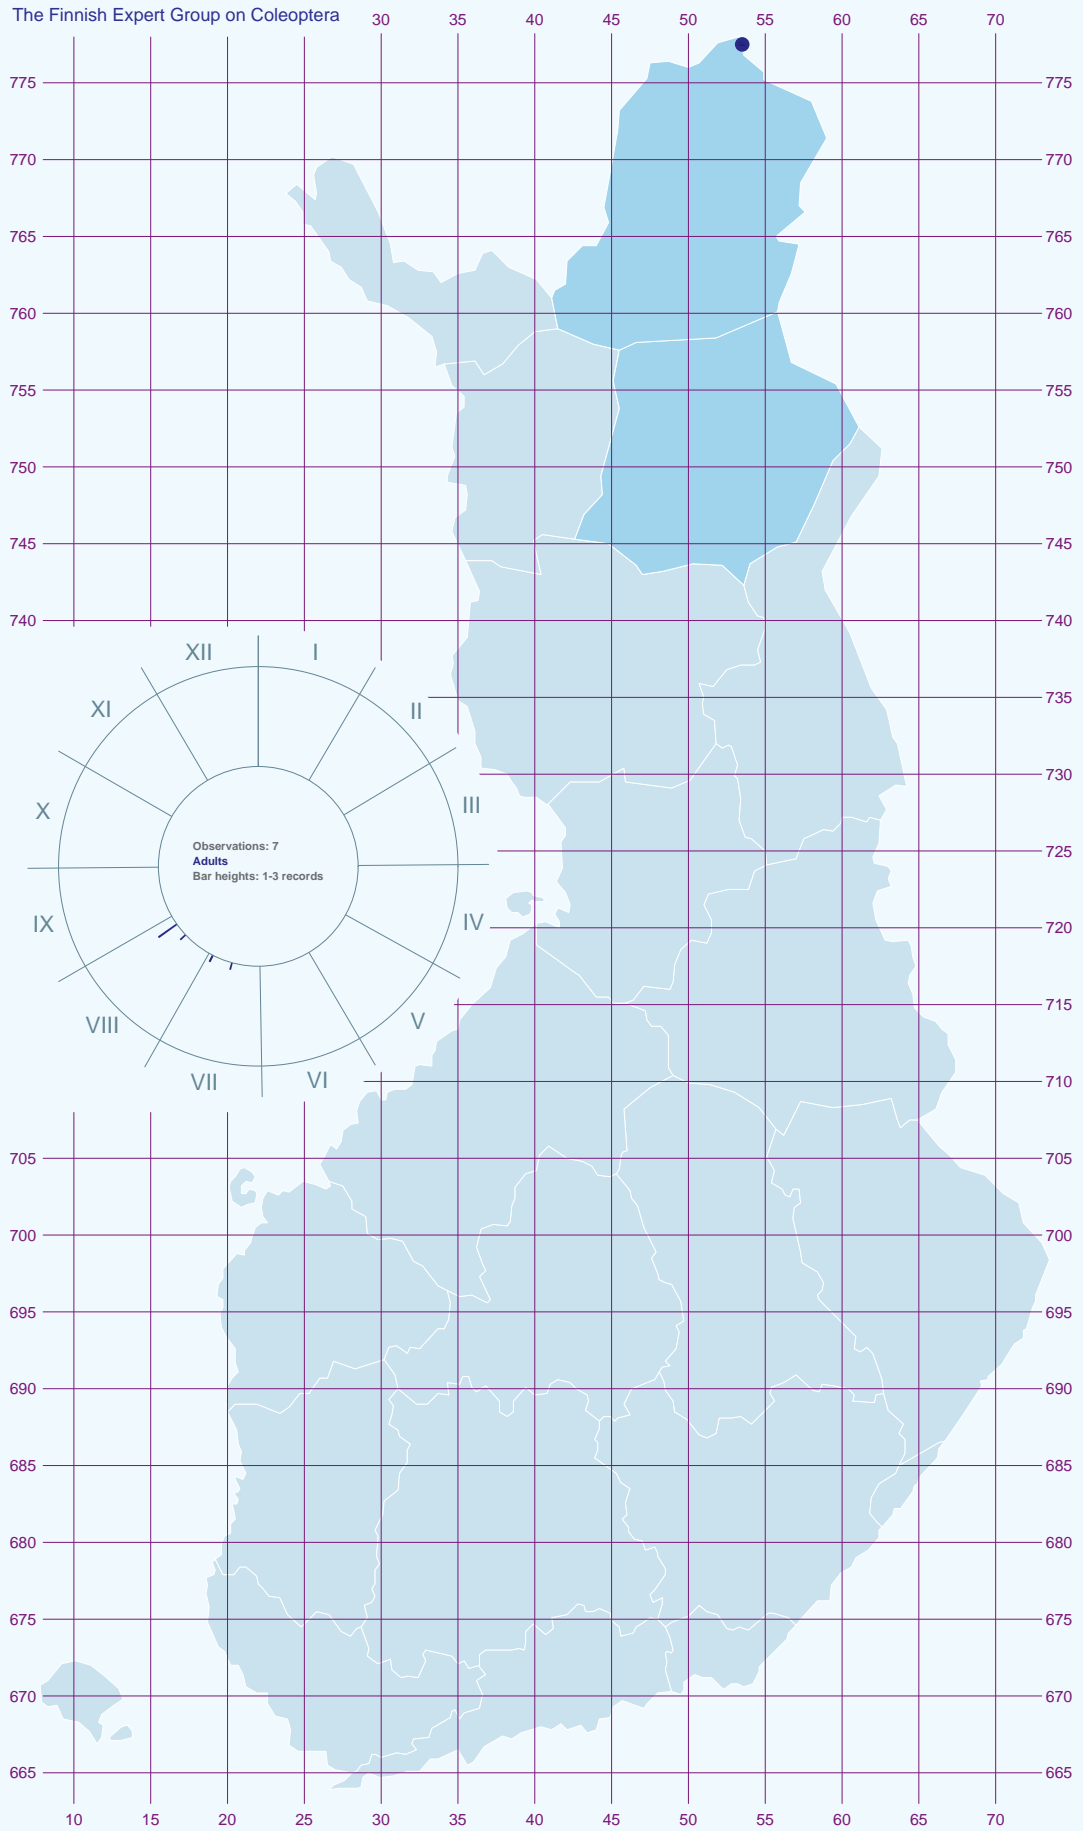 The Finnish Expert Group on Coleoptera
30 35 40 45 50 55 60 65 70
775 775
770 770
765 765
760 760
755 755
750 750
745 745
740 740
XII I
XI II
735
730
X III
725
Observations: 7
Adults
Bar heights: 1-3 records
IX IV
720
715
VIII V
VII VI
710
705 705
700 700
695 695
690 690
685 685
680 680
675 675
670 670
665 665
10 15 20 25 30 35 40 45 50 55 60 65 70